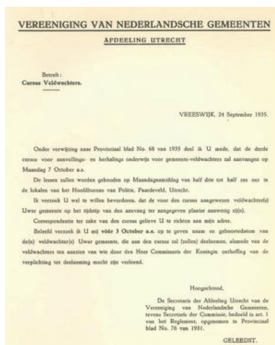 VEREENIGING VAN NEDERLANDSCHE GEMEENTEN
AFDEELING UTRECHT
Betreft:
Cursus Veldwachters.
VREESWIJK, 24 September 1935.
Onder verwijzing naar Provinciaal blad No. 68 van 1935 deel ik U mede, dat de derde
cursus voor aanvullings- en herhalings onderwijs voor gemeente-veldwachters zal aanvangen op
Maandag 7 October a.s.
De lessen zullen worden gehouden op Maandagmiddag van half drie tot half zes uur in
de lokalen van het Hoofdbureau van Politie, Paardeveld, Utrecht.
Ik verzoek U wel te willen bevorderen, dat de voor den cursus aangewezen veldwachter(s)
Uwer gemeente op het tijdstip van den aanvang ter aangegeven plaatse aanwezig zij(n).
Correspondentie ter zake van den cursus gelieve U te richten aan mijn adres.
Beleefd verzoek ik U mij vóór 3 October a.s. op te geven naam en geboortedatum van
de(n) veldwachter(s) Uwer gemeente, die aan den cursus zal (zullen) deelnemen, alsmede van de
veldwachters ten aanzien van wie door den Heer Commissaris der Koningin ontheffing van de
verplichting tot deelneming mocht zijn verleend.
Hoogachtend,
De Secretaris der Afdeeling Utrecht van de
Vereeniging van Nederlandsche Gemeenten,
tevens Secretaris der Commissie, bedoeld in art. 1
van het Reglement, opgenomen in Provinciaal
blad No. 76 van 1931.
GELEEDST.